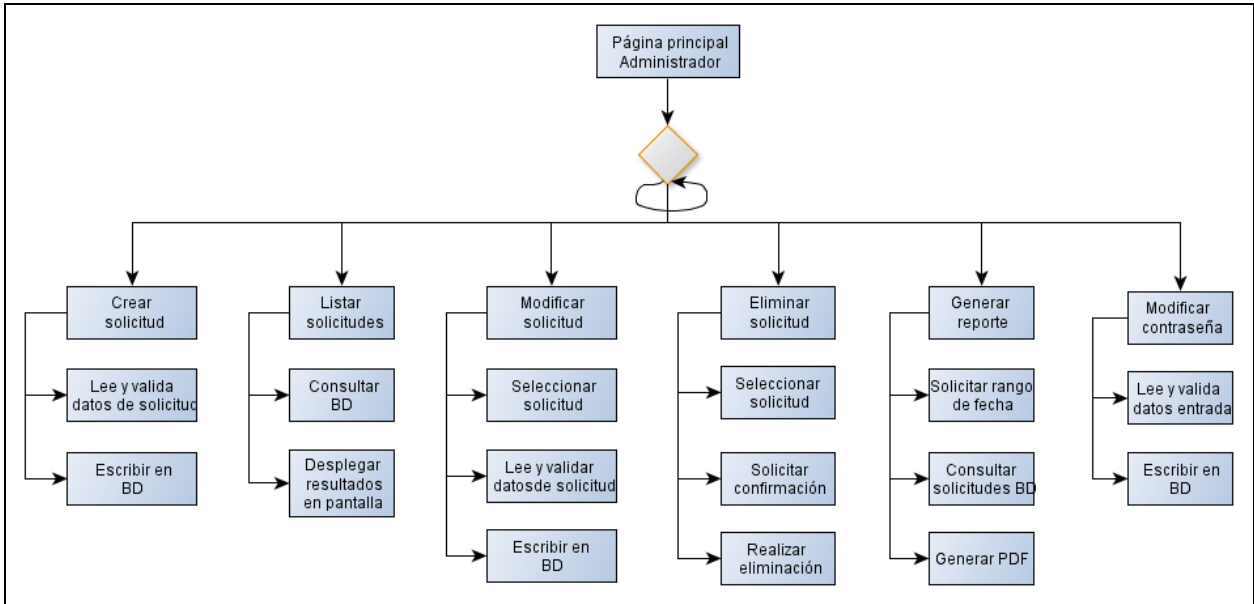 Página principal
Administrador
Crear
solicitud
Lee y valida
datos de solicitud
Escribir en
BD
Listar
solicitudes
Consultar
BD
Desplegar
resultados
en pantalla
Modificar
solicitud
Seleccionar
solicitud
Lee y validar
datosde solicitud
Escribir en
BD
Eliminar
solicitud
Seleccionar
solicitud
Solicitar
confirmación
Realizar
eliminación
Generar
reporte
Solicitar rango
de fecha
Consultar
solicitudes BD
Generar PDF
Modificar
contraseña
Lee y valida
datos entrada
Escribir en
BD